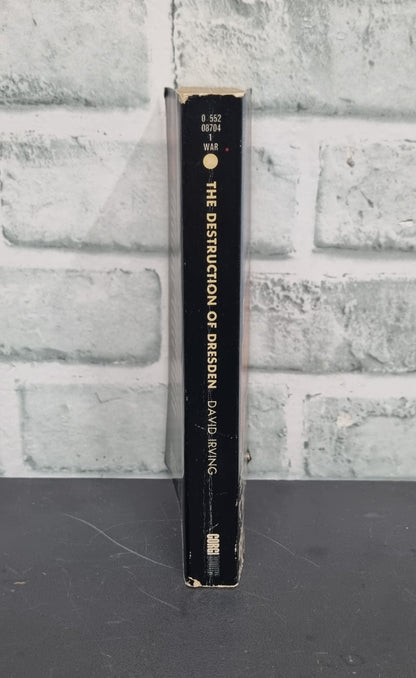 0 552
08704
1
WAR
THE DESTRUCTION OF DRESDEN DAVID IRVING
CORGI